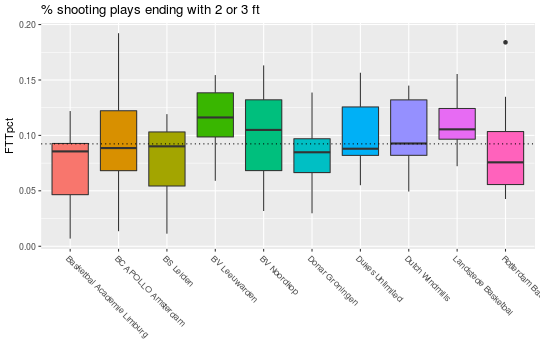 % shooting plays ending with 2 or 3 ft
FTTpct
0.20
0.15
0.10
0.05
0.00
Basketbal Academie Limburg
BC APOLLO Amsterdam
BS Leiden
BV Leeuwarden
BV Noordkop
Donar Groningen
Dukes Unlimited
Dutch Windmills
Landstede Basketbal
Rotterdam Bas